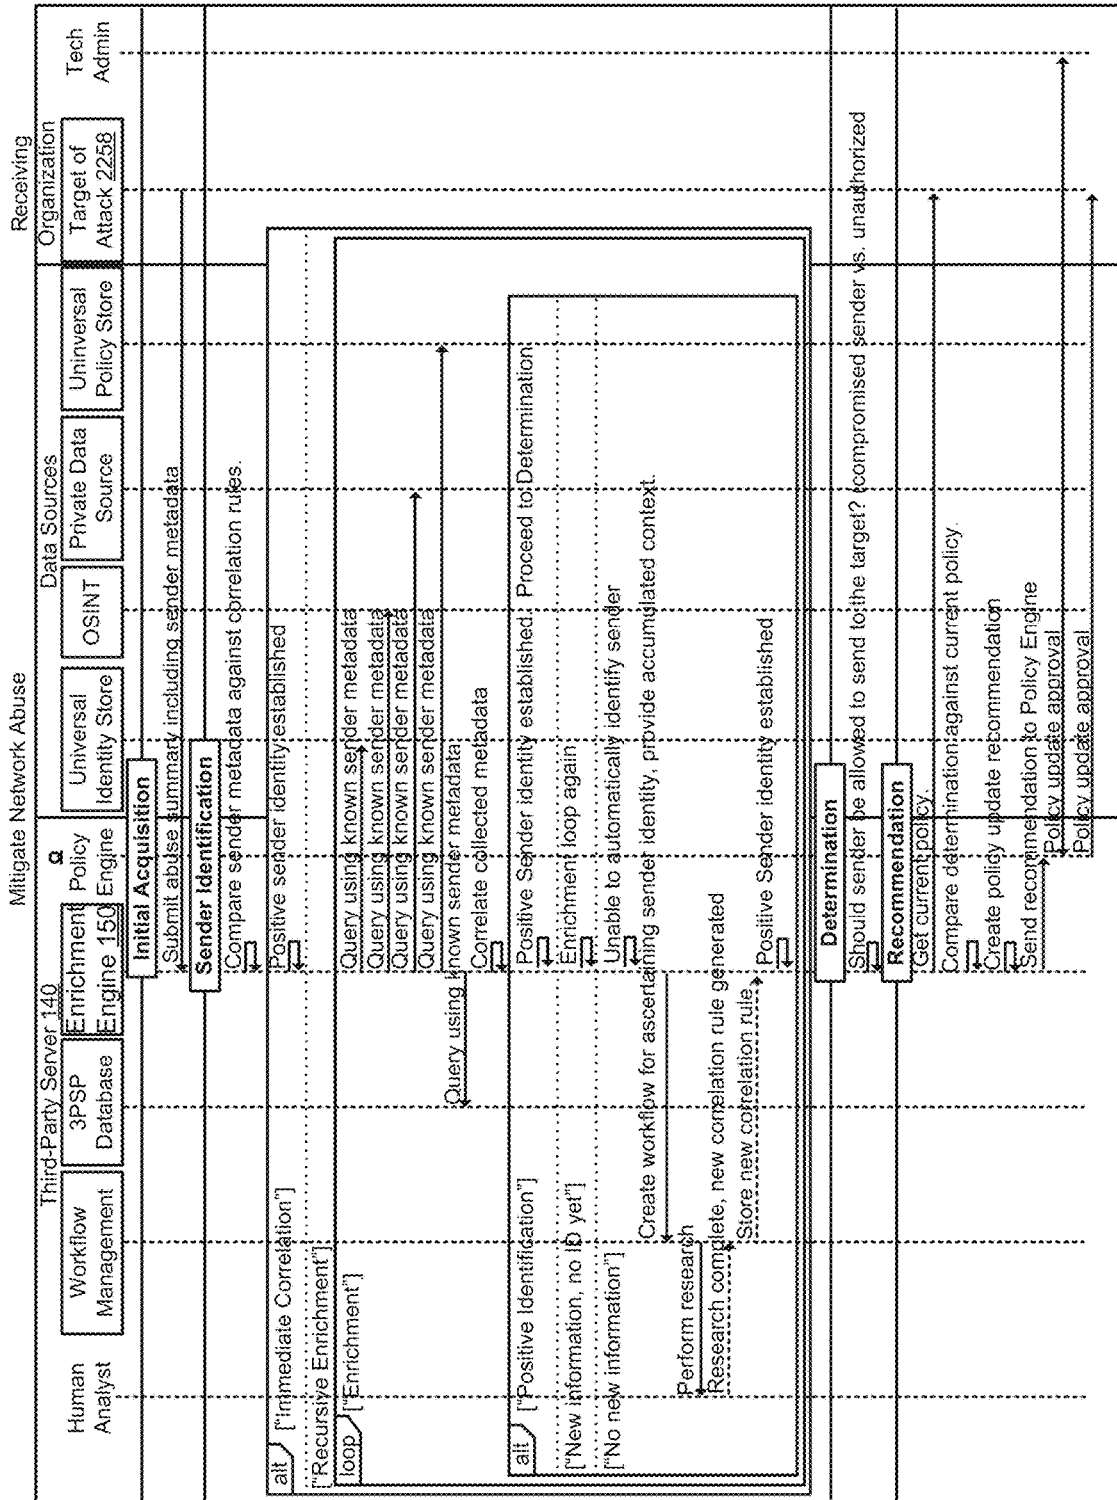 Mitigate Network Abuse
Third-Party Server 140
Data Sources
Receiving
Organization
Human
Analyst
Workflow
Management
3PSP
Database
Enrichment
Engine 150
Policy
Engine
Universal
Identity Store
OSINT
Private Data
Source
Uninversal
Policy Store
Target of
Attack 2258
Tech
Admin
Initial Acquisition
Submit abuse summary including sender metadata
Sender Identification
Compare sender metadata against correlation rules.
alt
["Immediate Correlation"]
Positive sender identity established
["Recursive Enrichment"]
loop
["Enrichment"]
Query using known sender metadata
Query using known sender metadata
Query using known sender metadata
Query using known sender metadata
Query using known sender metadata
Correlate collected metadata
alt
["Positive Identification"]
Positive Sender identity established. Proceed to Determination
["New information, no ID yet"]
Enrichment loop again
["No new information"]
Unable to automatically identify sender
Create workflow for ascertaining sender identity, provide accumulated context.
Perform research
Research complete, new correlation rule generated
Store new correlation rule
Positive Sender identity established
Determination
Should sender be allowed to send to the target? (compromised sender vs. unauthorized
Recommendation
Get current policy.
Compare determination against current policy.
Create policy update recommendation
Send recommendation to Policy Engine
Policy update approval
Policy update approval